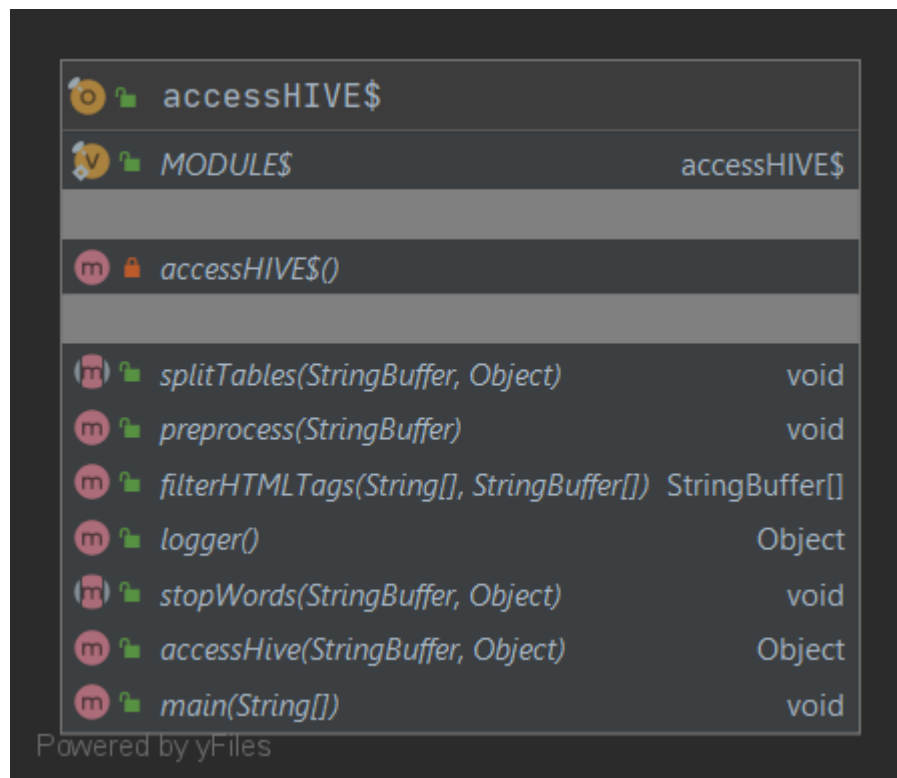 accessHIVE$
MODULE$ accessHIVE$
accessHIVE$()
splitTables(StringBuffer, Object) void
preprocess(StringBuffer) void
filterHTMLTags(String[], StringBuffer[]) StringBuffer[]
logger() Object
stopWords(StringBuffer, Object) void
accessHive(StringBuffer, Object) Object
main(String[]) void
Powered by yFiles